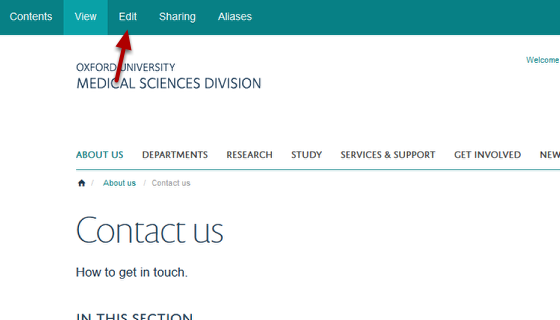 Contents View Edit Sharing Aliases
OXFORD UNIVERSITY
Welcome
MEDICAL SCIENCES DIVISION
ABOUT US DEPARTMENTS RESEARCH STUDY SERVICES & SUPPORT GET INVOLVED NEW
/ About us / Contact us
Contact us
How to get in touch.
IN THIS SECTION